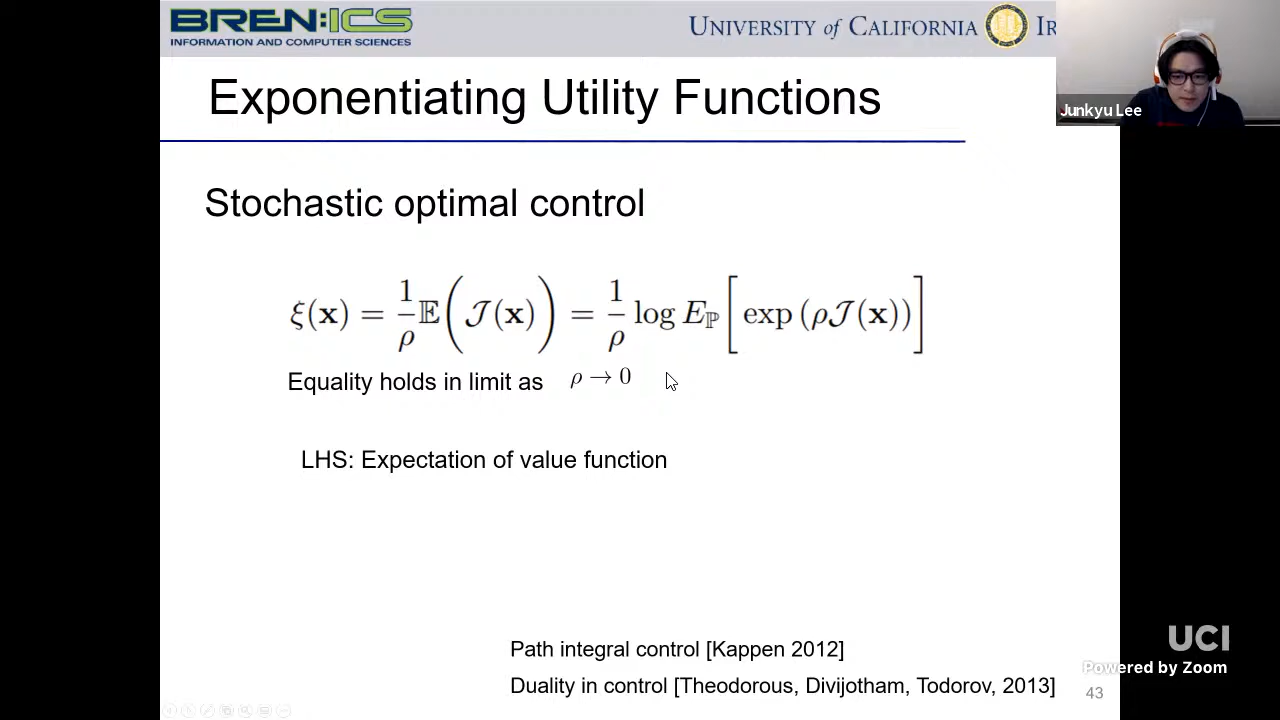 BREN:ICS
INFORMATION AND COMPUTER SCIENCES
UNIVERSITY of CALIFORNIA IR
Junkyu Lee
Exponentiating Utility Functions
Stochastic optimal control
ξ(𝐱) = 1/ρ 𝔼(𝒥(𝐱)) = 1/ρ log E_ℙ[exp (ρ𝒥(𝐱))]
Equality holds in limit as ρ → 0
LHS: Expectation of value function
Path integral control [Kappen 2012]
Duality in control [Theodorous, Divijotham, Todorov, 2013]
UCI
Powered by Zoom
43